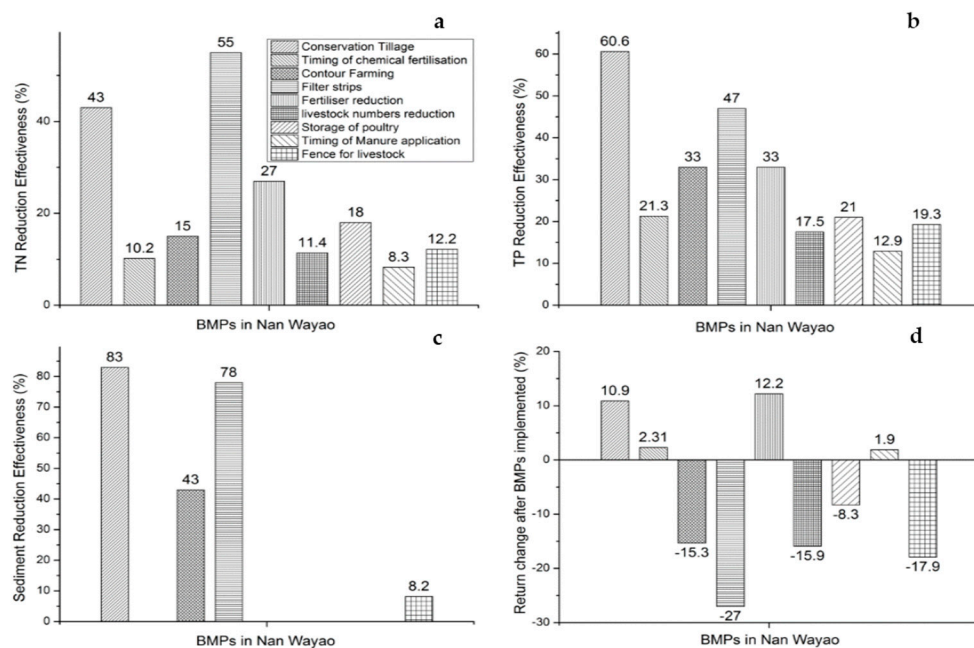 a
TN Reduction Effectiveness (%)
40
20
0
43
10.2
15
55
27
11.4
18
8.3
12.2
Conservation Tillage
Timing of chemical fertilisation
Contour Farming
Filter strips
Fertiliser reduction
livestock numbers reduction
Storage of poultry
Timing of Manure application
Fence for livestock
BMPs in Nan Wayao
b
TP Reduction Effectiveness (%)
60
50
40
30
20
10
0
60.6
21.3
33
47
33
17.5
21
12.9
19.3
BMPs in Nan Wayao
c
Sediment Reduction Effectiveness (%)
80
70
60
50
40
30
20
10
0
83
43
78
8.2
BMPs in Nan Wayao
d
Return change after BMPs implemented (%)
20
10
0
-10
-20
-30
10.9
2.31
-15.3
-27
12.2
-15.9
-8.3
1.9
-17.9
BMPs in Nan Wayao